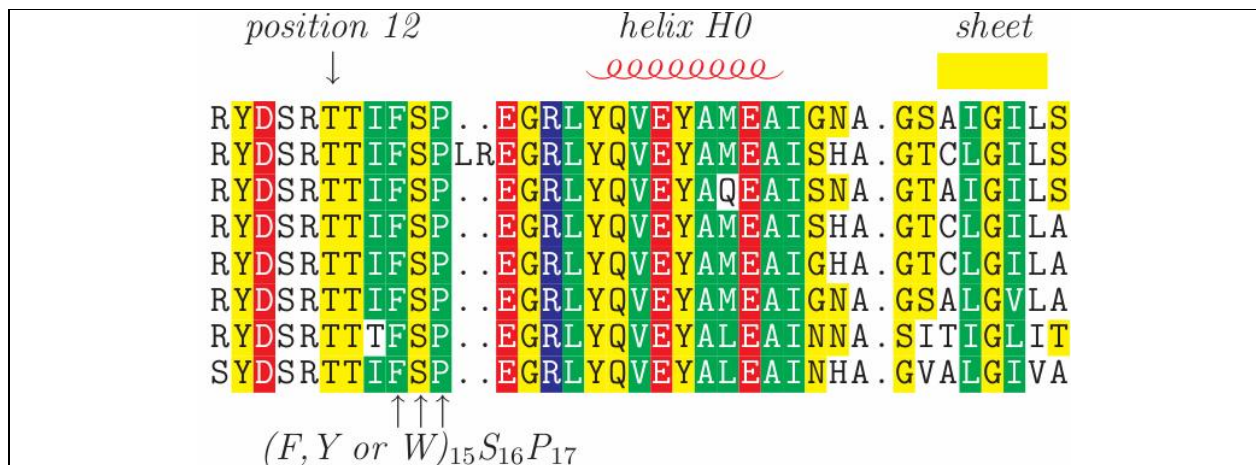 position 12 helix H0 sheet
RYDSRTTIFSP..EGRLYQVEYAMEAIGNA.GSAIGILS
RYDSRTTIFSPLREGRLYQVEYAMEAISHA.GTCLGILS
RYDSRTTIFSP..EGRLYQVEYAQEAISNA.GTAIGILS
RYDSRTTIFSP..EGRLYQVEYAMEAISHA.GTCLGILA
RYDSRTTIFSP..EGRLYQVEYAMEAIGHA.GTCLGILA
RYDSRTTIFSP..EGRLYQVEYAMEAIGNA.GSALGVLA
RYDSRTTTFSP..EGRLYQVEYALEAINNA.SITIGLIT
SYDSRTTIFSP..EGRLYQVEYALEAINHA.GVALGIVA
(F, Y or W)₁₅S₁₆P₁₇